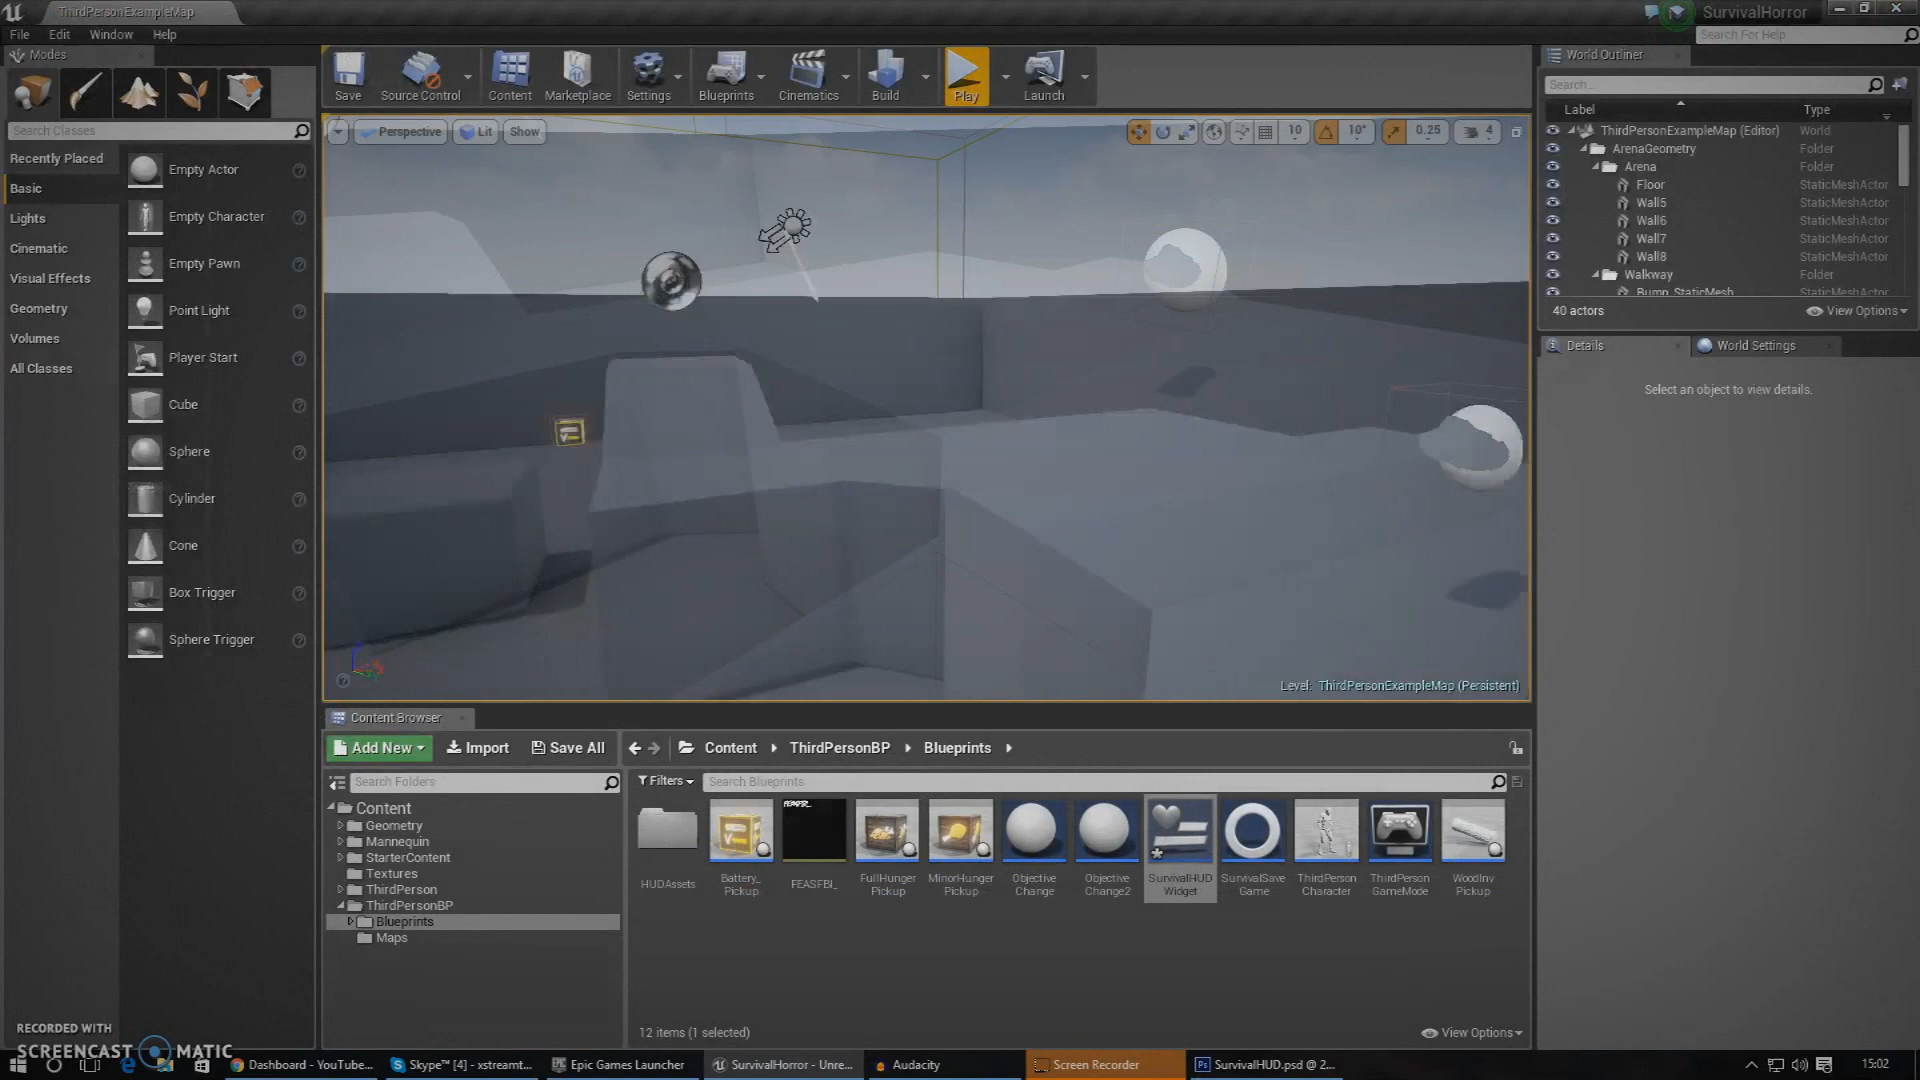 ThirdPersonExampleMap
SurvivalHorror
File Edit Window Help
Search For Help
Modes
Save Source Control Content Marketplace Settings Blueprints Cinematics Build Play Launch
World Outliner
Search Classes
Search...
Recently Placed
Basic
Lights
Cinematic
Visual Effects
Geometry
Volumes
All Classes
Empty Actor
Empty Character
Empty Pawn
Point Light
Player Start
Cube
Sphere
Cylinder
Cone
Box Trigger
Sphere Trigger
Perspective Lit Show
10 10° 0.25 4
Level: ThirdPersonExampleMap (Persistent)
Label Type
ThirdPersonExampleMap (Editor) World
ArenaGeometry Folder
Arena Folder
Floor StaticMeshActor
Wall5 StaticMeshActor
Wall6 StaticMeshActor
Wall7 StaticMeshActor
Wall8 StaticMeshActor
Walkway Folder
Bump_StaticMesh StaticMeshActor
40 actors View Options
Details World Settings
Select an object to view details.
Content Browser
Add New Import Save All Content ThirdPersonBP Blueprints
Search Folders
Filters Search Blueprints
Content
Geometry
Mannequin
StarterContent
Textures
ThirdPerson
ThirdPersonBP
Blueprints
Maps
HUDAssets
Battery_
Pickup
FEASFBI_
FullHunger
Pickup
MinorHunger
Pickup
Objective
Change
Objective
Change2
SurvivalHUD
Widget
SurvivalSave
Game
ThirdPerson
Character
ThirdPerson
GameMode
WoodInv
Pickup
12 items (1 selected) View Options
RECORDED WITH
SCREENCAST MATIC
Dashboard - YouTube... Skype™ [4] - xstreamt... Epic Games Launcher SurvivalHorror - Unre... Audacity Screen Recorder SurvivalHUD.psd @ 2... 15:02